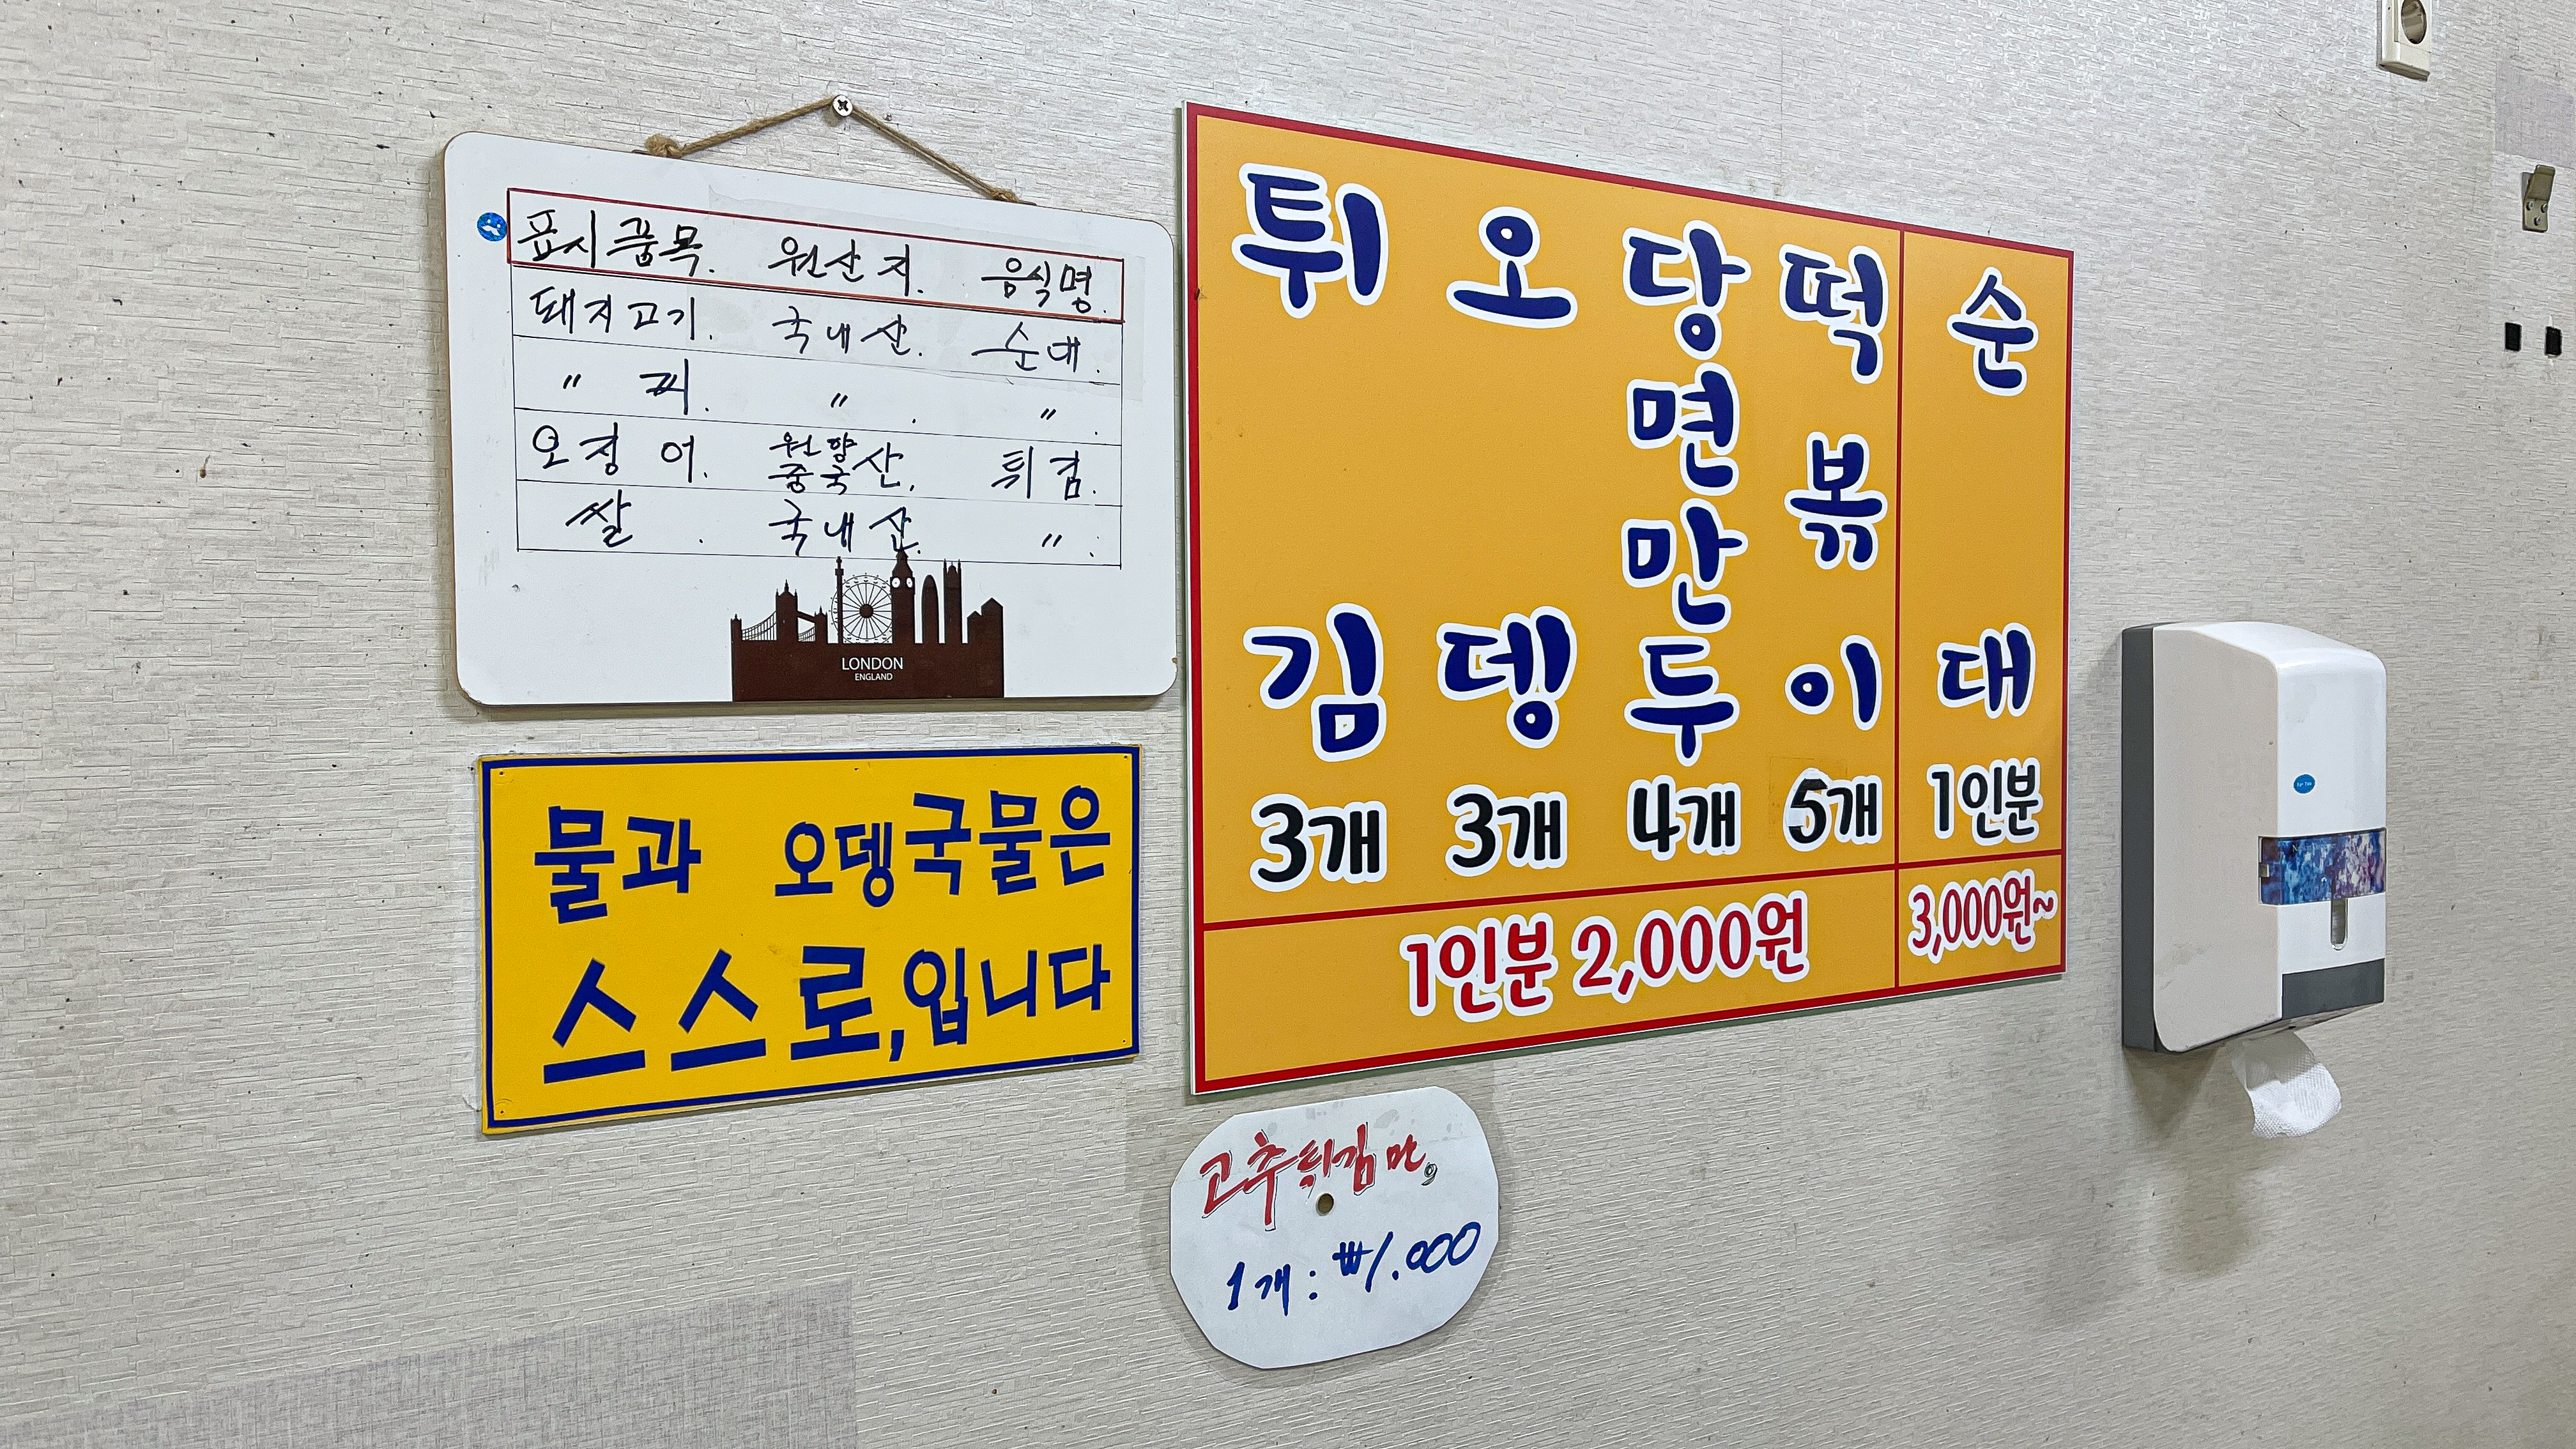 표시품목. 원산지. 음식명.
돼지고기. 국내산. 순대.
〃 피. 〃. 〃.
오징어. 원양 중국산. 튀김.
쌀. 국내산. 〃.
LONDON
ENGLAND
물과 오뎅국물은
스스로,입니다
튀김 오뎅 당면만두 떡볶이 순대
3개 3개 4개 5개 1인분
1인분 2,000원 3,000원~
고추튀김만
1개: ₩1.000